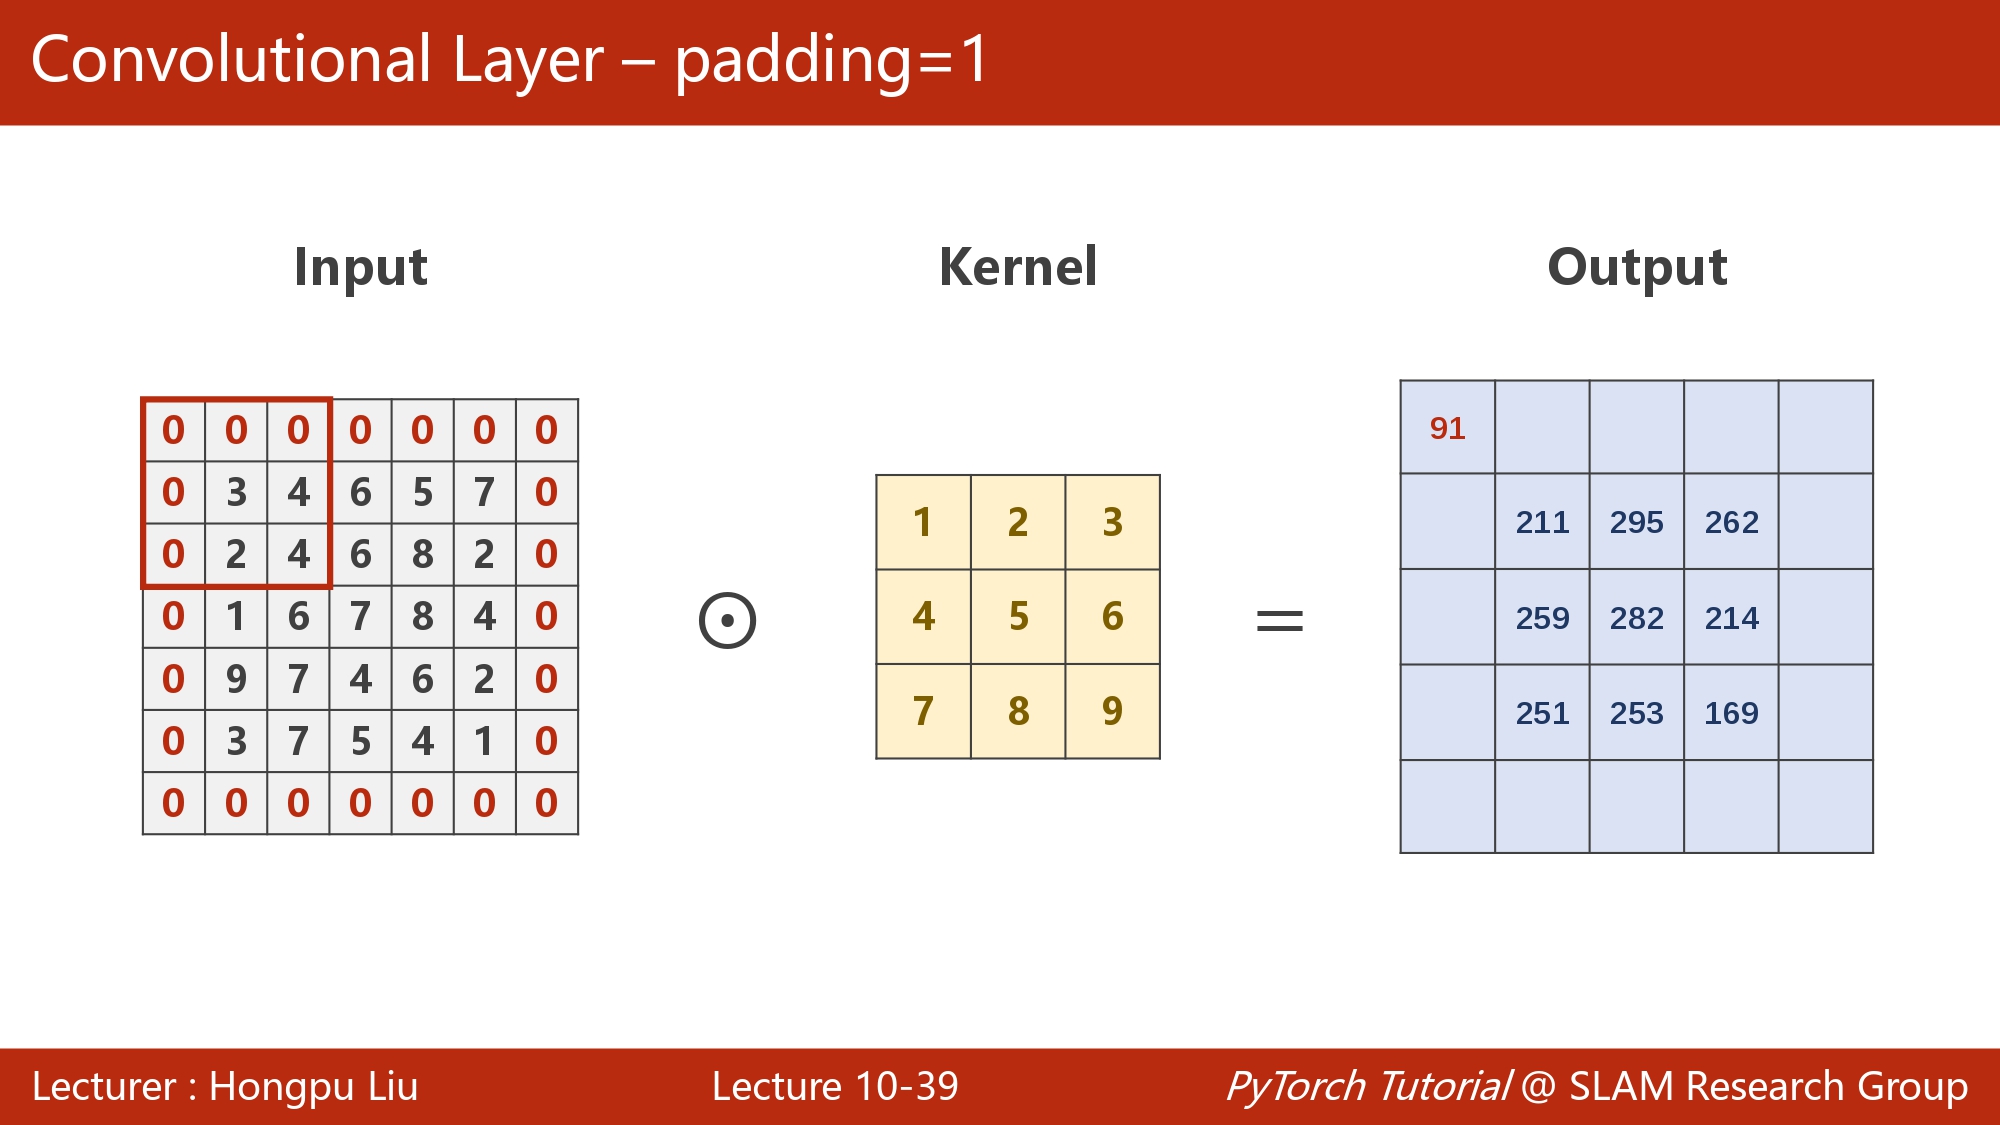 Convolutional Layer – padding=1
Input Kernel Output
0 0 0 0 0 0 0
0 3 4 6 5 7 0
0 2 4 6 8 2 0
0 1 6 7 8 4 0
0 9 7 4 6 2 0
0 3 7 5 4 1 0
0 0 0 0 0 0 0
⊙
1 2 3
4 5 6
7 8 9
=
91
211 295 262
259 282 214
251 253 169
Lecturer : Hongpu Liu Lecture 10-39 PyTorch Tutorial @ SLAM Research Group